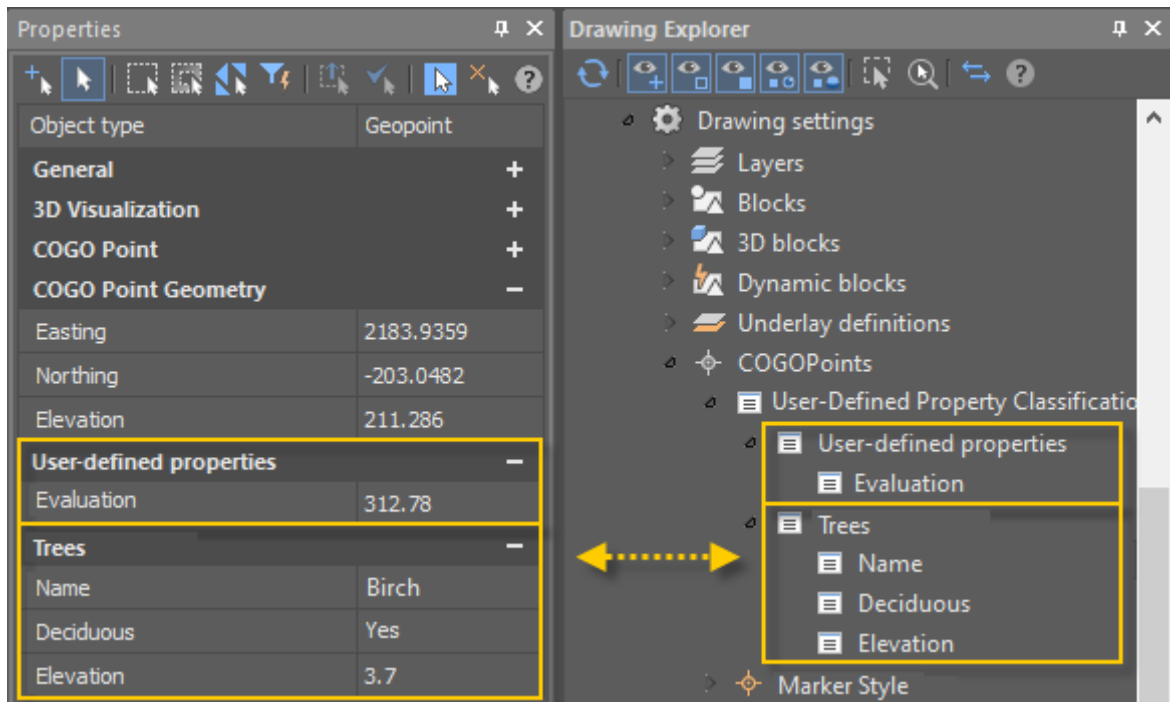 Properties
Object type Geopoint
General
3D Visualization
COGO Point
COGO Point Geometry
Easting 2183.9359
Northing -203.0482
Elevation 211.286
User-defined properties
Evaluation 312.78
Trees
Name Birch
Deciduous Yes
Elevation 3.7
Drawing Explorer
Drawing settings
Layers
Blocks
3D blocks
Dynamic blocks
Underlay definitions
COGOPoints
User-Defined Property Classificatio
User-defined properties
Evaluation
Trees
Name
Deciduous
Elevation
Marker Style